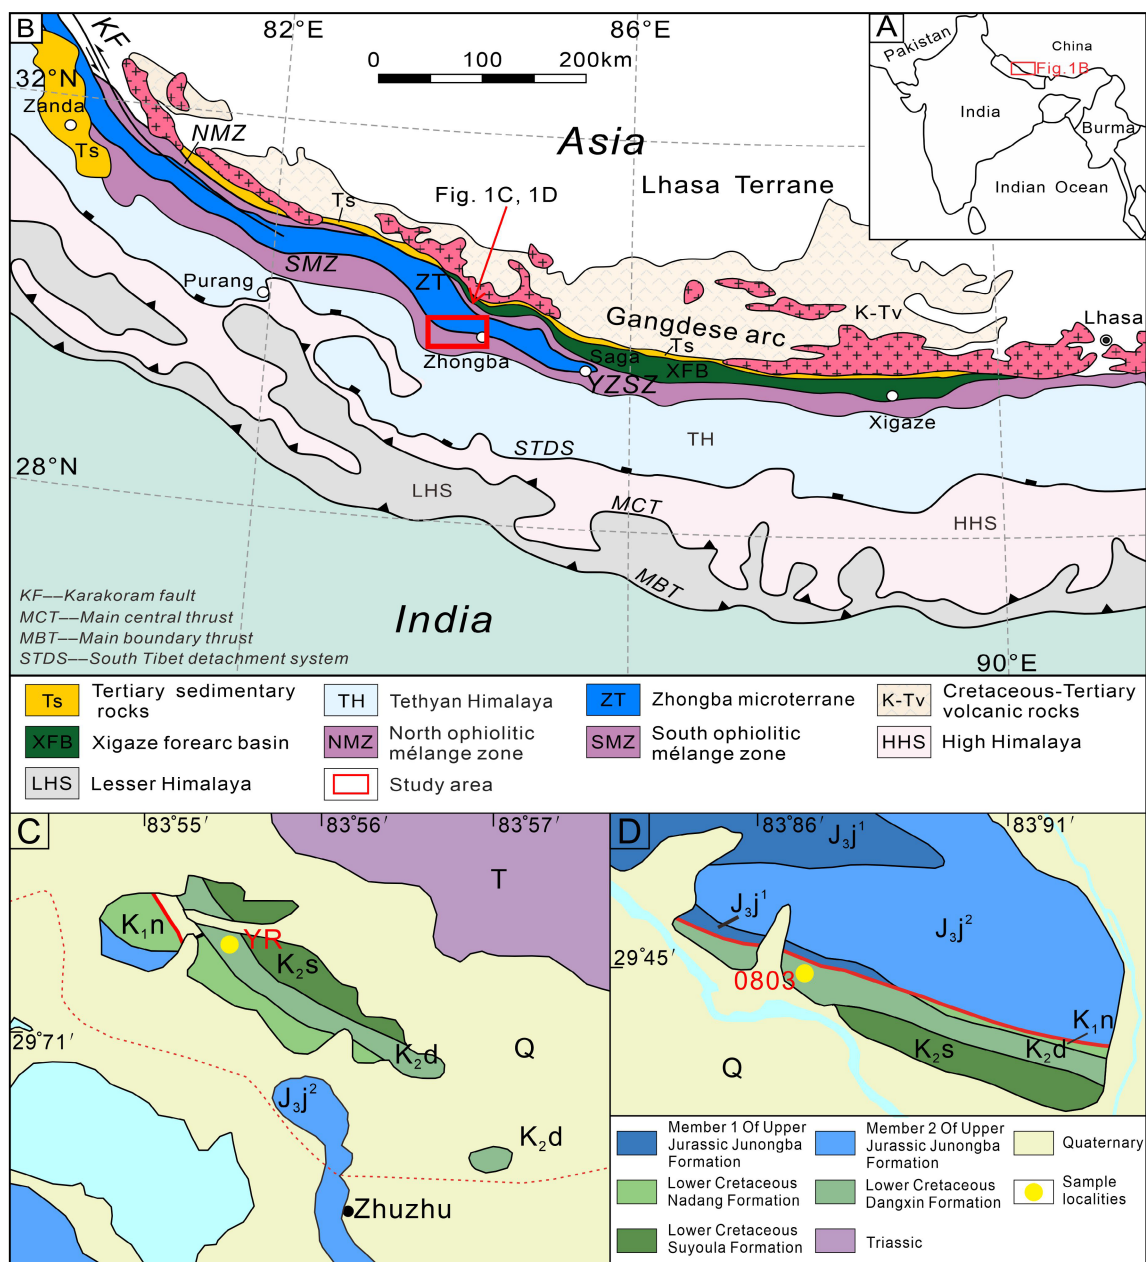 B
KF
82°E
86°E
0 100 200km
32°N
Zanda
Ts
NMZ
Ts
Asia
Lhasa Terrane
Fig. 1C, 1D
SMZ
ZT
Purang
Zhongba
Gangdese arc
K-Tv
Lhasa
Ts
Saga
XFB
YZSZ
Xigaze
TH
STDS
28°N
LHS
MCT
HHS
MBT
India
90°E
KF––Karakoram fault
MCT––Main central thrust
MBT––Main boundary thrust
STDS––South Tibet detachment system
A
Pakistan
China
Fig.1B
India
Burma
Indian Ocean
Ts
Tertiary sedimentary
rocks
TH
Tethyan Himalaya
ZT
Zhongba microterrane
K-Tv
Cretaceous-Tertiary
volcanic rocks
XFB
Xigaze forearc basin
NMZ
North ophiolitic
mélange zone
SMZ
South ophiolitic
mélange zone
HHS
High Himalaya
LHS
Lesser Himalaya
Study area
C
83°55′
83°56′
83°57′
T
K₁n
YR
K₂s
29°71′
K₂d
Q
J₃j²
K₂d
Zhuzhu
D
83°86′
83°91′
J₃j¹
J₃j¹
J₃j²
29°45′
0803
K₁n
K₂d
K₂s
Q
Member 1 Of Upper
Jurassic Junongba
Formation
Member 2 Of Upper
Jurassic Junongba
Formation
Quaternary
Lower Cretaceous
Nadang Formation
Lower Cretaceous
Dangxin Formation
Sample
localities
Lower Cretaceous
Suyoula Formation
Triassic